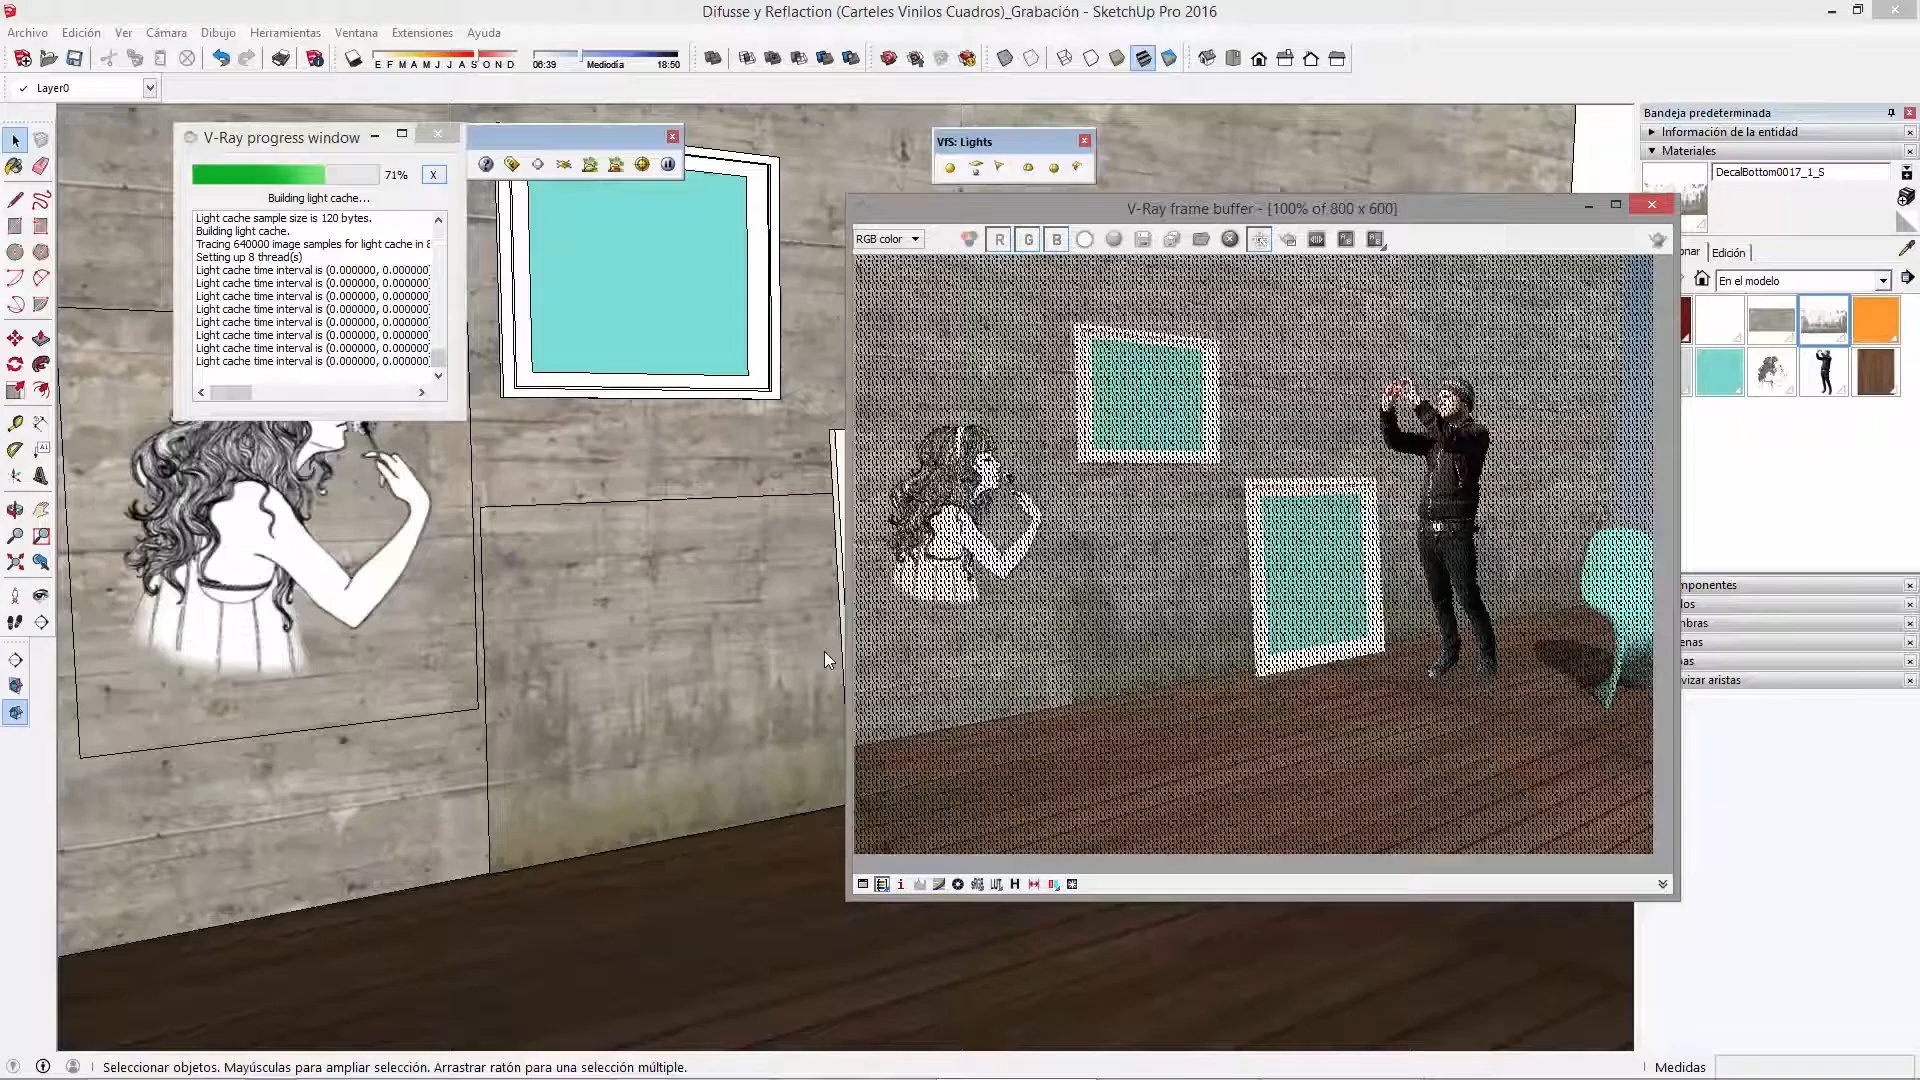 Difusse y Reflaction (Carteles Vinilos Cuadros)_Grabación - SketchUp Pro 2016
Archivo Edición Ver Cámara Dibujo Herramientas Ventana Extensiones Ayuda
E F M A M J J A S O N D
06:39 Mediodía 18:50
Layer0
V-Ray progress window
71%
X
Building light cache...
Light cache sample size is 120 bytes.
Building light cache.
Tracing 640000 image samples for light cache in 8
Setting up 8 thread(s)
Light cache time interval is (0.000000, 0.000000)
Light cache time interval is (0.000000, 0.000000)
Light cache time interval is (0.000000, 0.000000)
Light cache time interval is (0.000000, 0.000000)
Light cache time interval is (0.000000, 0.000000)
Light cache time interval is (0.000000, 0.000000)
Light cache time interval is (0.000000, 0.000000)
Light cache time interval is (0.000000, 0.000000)
VfS: Lights
V-Ray frame buffer - [100% of 800 x 600]
RGB color
R G B
Bandeja predeterminada
Información de la entidad
Materiales
DecalBottom0017_1_S
onar Edición
En el modelo
mponentes
los
mbras
enas
pas
vizar aristas
Seleccionar objetos. Mayúsculas para ampliar selección. Arrastrar ratón para una selección múltiple.
Medidas